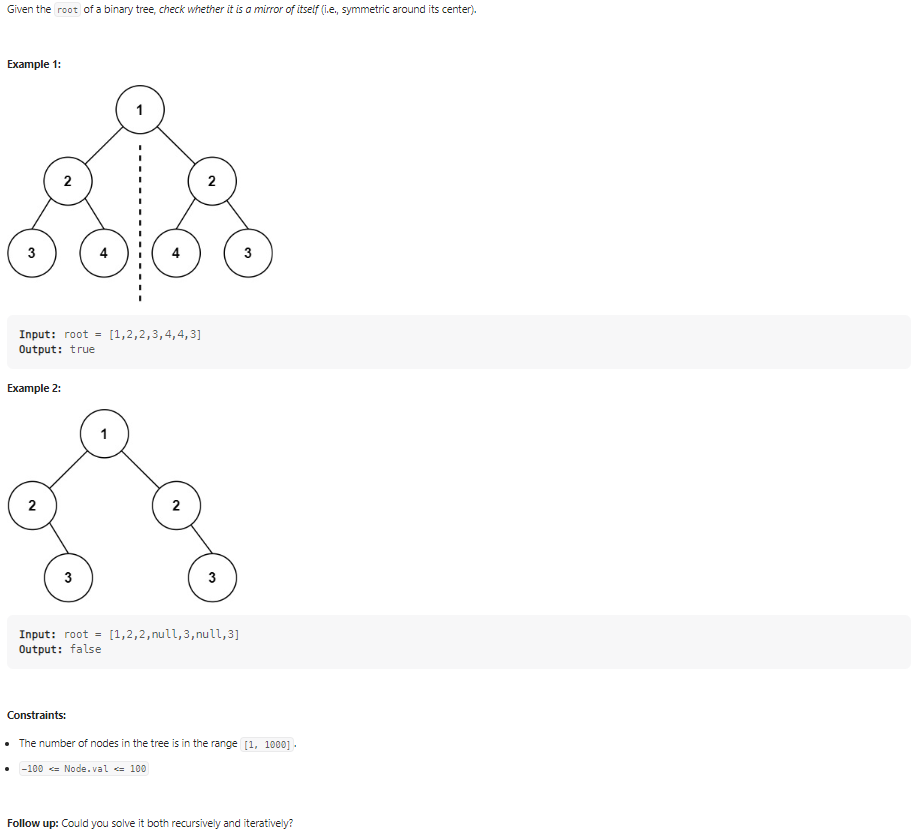 Given the root of a binary tree, check whether it is a mirror of itself (i.e., symmetric around its center).
Example 1:
1
2 2
3 4 4 3
Input: root = [1,2,2,3,4,4,3]
Output: true
Example 2:
1
2 2
3 3
Input: root = [1,2,2,null,3,null,3]
Output: false
Constraints:
• The number of nodes in the tree is in the range [1, 1000].
• -100 <= Node.val <= 100
Follow up: Could you solve it both recursively and iteratively?